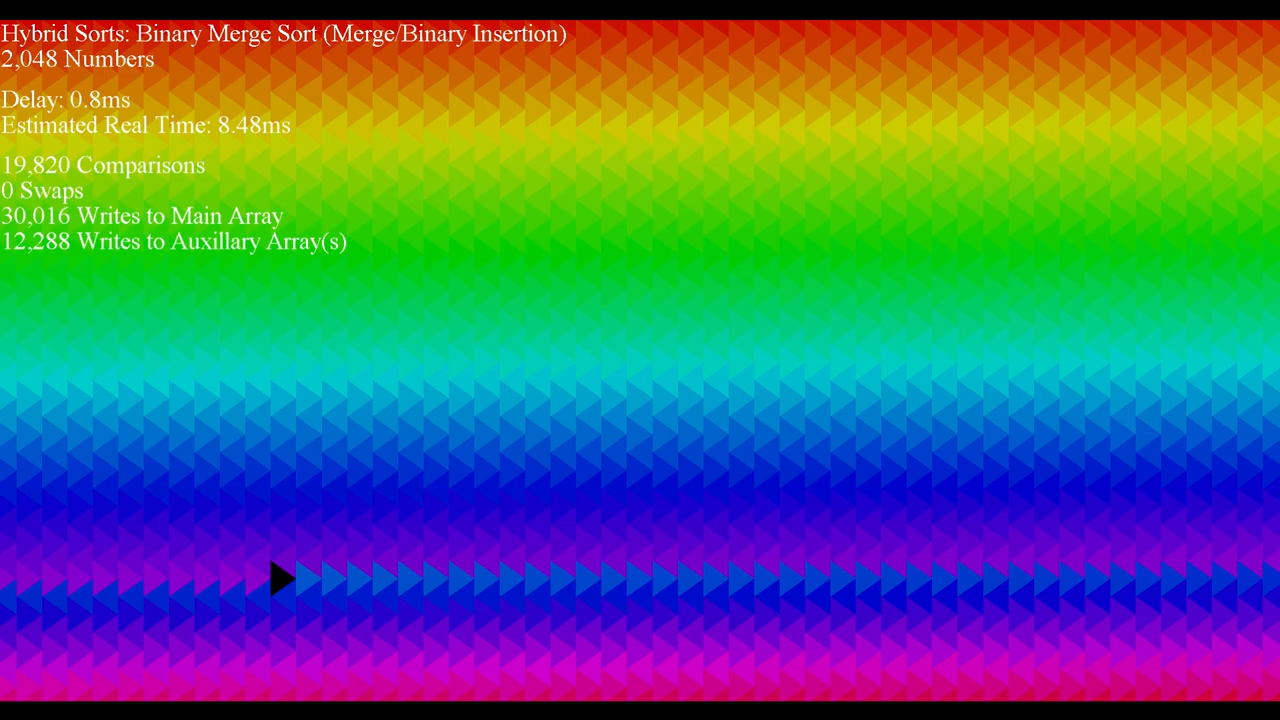 Hybrid Sorts: Binary Merge Sort (Merge/Binary Insertion)
2,048 Numbers
Delay: 0.8ms
Estimated Real Time: 8.48ms
19,820 Comparisons
0 Swaps
30,016 Writes to Main Array
12,288 Writes to Auxillary Array(s)